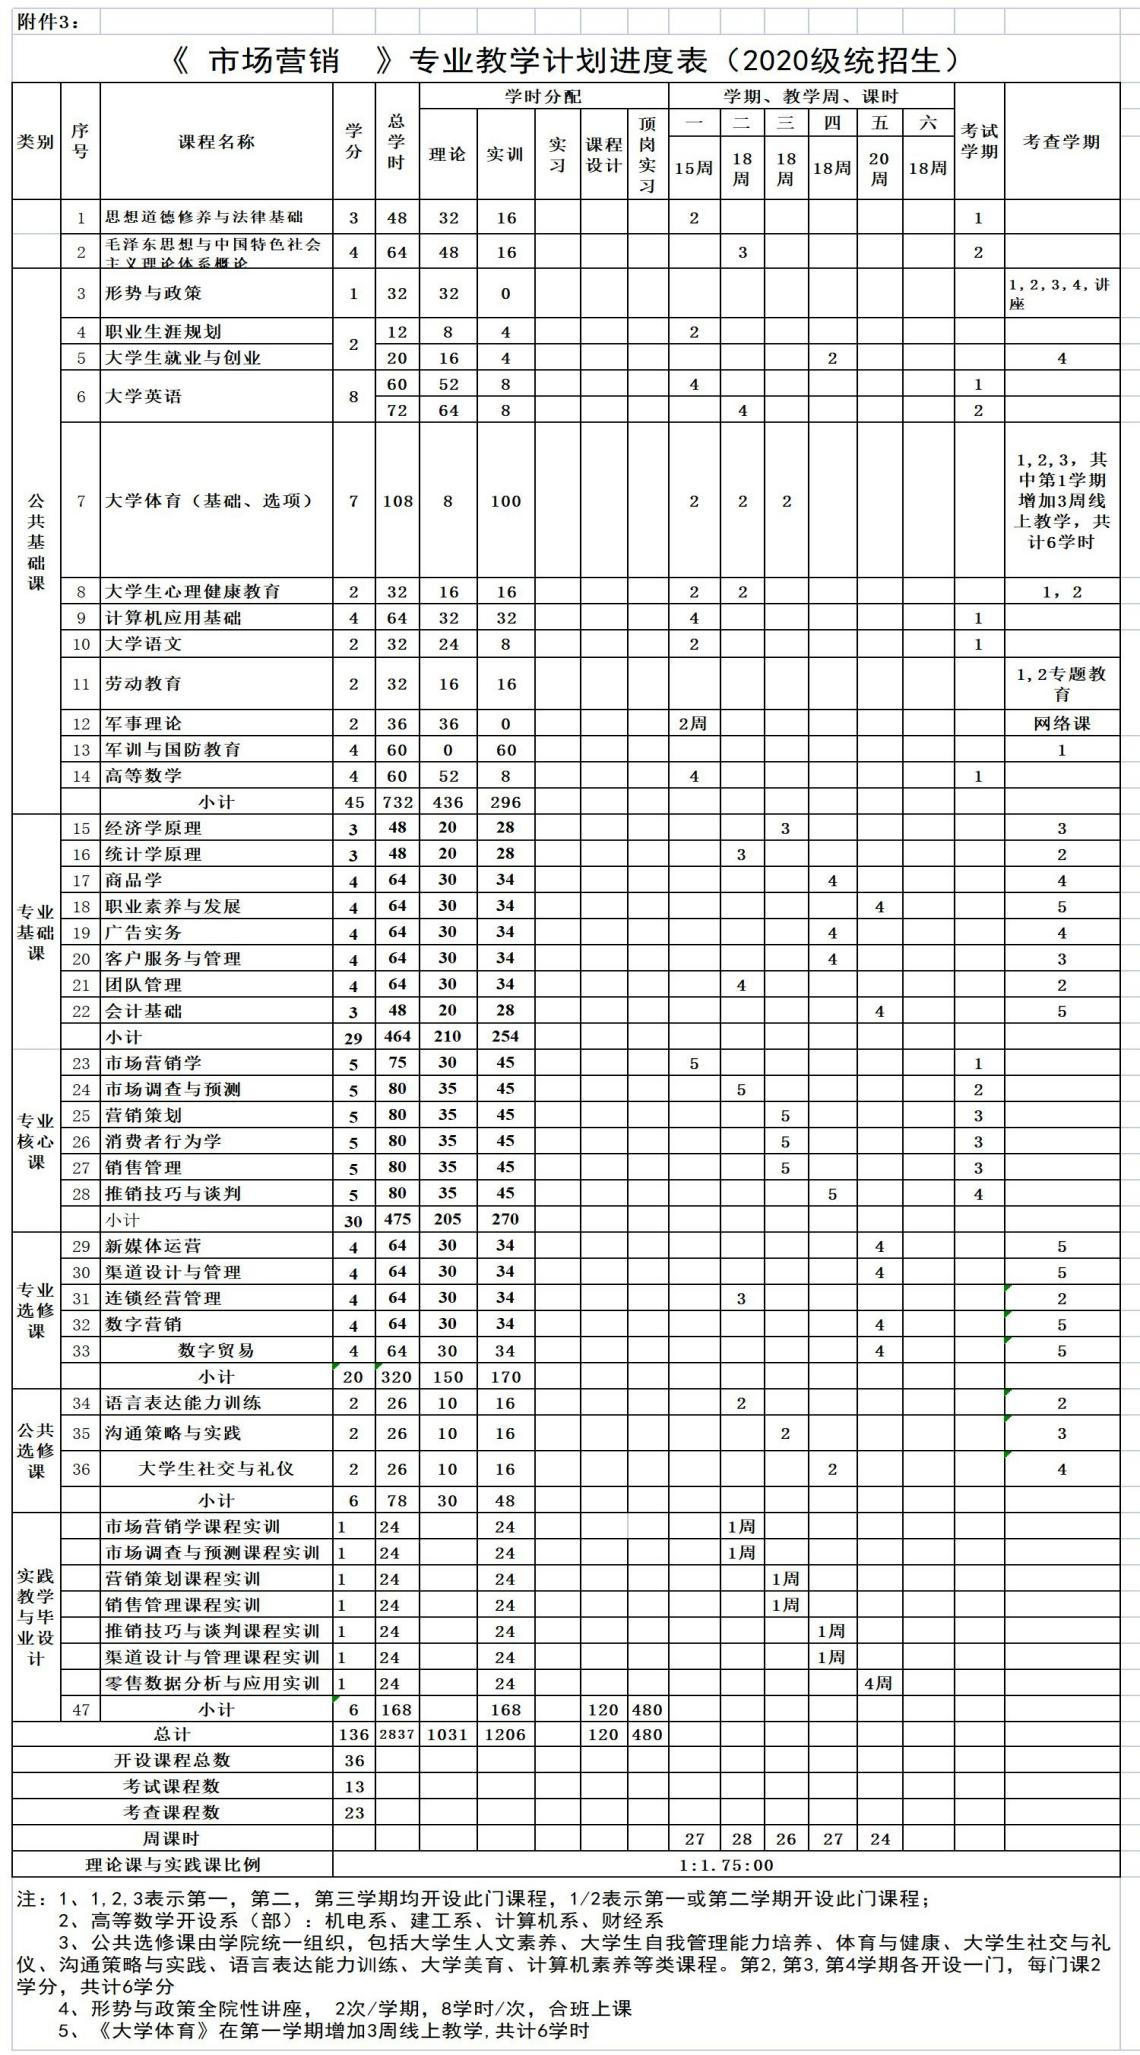 附件3：
《 市场营销 》专业教学计划进度表（2020级统招生）
类别 序号 课程名称 学分 总学时 学时分配 学期、教学周、课时 考试学期 考查学期
理论 实训 实习 课程设计 顶岗实习 一 二 三 四 五 六
15周 18周 18周 18周 20周 18周
1 思想道德修养与法律基础 3 48 32 16 2 1
2 毛泽东思想与中国特色社会主义理论体系概论 4 64 48 16 3 2
公共基础课
3 形势与政策 1 32 32 0 1,2,3,4,讲座
4 职业生涯规划 2 12 8 4 2
5 大学生就业与创业 20 16 4 2 4
6 大学英语 8 60 52 8 4 1
72 64 8 4 2
7 大学体育（基础、选项） 7 108 8 100 2 2 2 1,2,3，其中第1学期增加3周线上教学，共计6学时
8 大学生心理健康教育 2 32 16 16 2 2 1，2
9 计算机应用基础 4 64 32 32 4 1
10 大学语文 2 32 24 8 2 1
11 劳动教育 2 32 16 16 1,2专题教育
12 军事理论 2 36 36 0 2周 网络课
13 军训与国防教育 4 60 0 60 1
14 高等数学 4 60 52 8 4 1
小计 45 732 436 296
专业基础课
15 经济学原理 3 48 20 28 3 3
16 统计学原理 3 48 20 28 3 2
17 商品学 4 64 30 34 4 4
18 职业素养与发展 4 64 30 34 4 5
19 广告实务 4 64 30 34 4 4
20 客户服务与管理 4 64 30 34 4 3
21 团队管理 4 64 30 34 4 2
22 会计基础 3 48 20 28 4 5
小计 29 464 210 254
专业核心课
23 市场营销学 5 75 30 45 5 1
24 市场调查与预测 5 80 35 45 5 2
25 营销策划 5 80 35 45 5 3
26 消费者行为学 5 80 35 45 5 3
27 销售管理 5 80 35 45 5 3
28 推销技巧与谈判 5 80 35 45 5 4
小计 30 475 205 270
专业选修课
29 新媒体运营 4 64 30 34 4 5
30 渠道设计与管理 4 64 30 34 4 5
31 连锁经营管理 4 64 30 34 3 2
32 数字营销 4 64 30 34 4 5
33 数字贸易 4 64 30 34 4 5
小计 20 320 150 170
公共选修课
34 语言表达能力训练 2 26 10 16 2 2
35 沟通策略与实践 2 26 10 16 2 3
36 大学生社交与礼仪 2 26 10 16 2 4
小计 6 78 30 48
实践教学与毕业设计
市场营销学课程实训 1 24 24 1周
市场调查与预测课程实训 1 24 24 1周
营销策划课程实训 1 24 24 1周
销售管理课程实训 1 24 24 1周
推销技巧与谈判课程实训 1 24 24 1周
渠道设计与管理课程实训 1 24 24 1周
零售数据分析与应用实训 1 24 24 4周
47 小计 6 168 168 120 480
总计 136 2837 1031 1206 120 480
开设课程总数 36
考试课程数 13
考查课程数 23
周课时 27 28 26 27 24
理论课与实践课比例 1:1.75:00
注：1、1,2,3表示第一，第二，第三学期均开设此门课程，1/2表示第一或第二学期开设此门课程；
2、高等数学开设系（部）：机电系、建工系、计算机系、财经系
3、公共选修课由学院统一组织，包括大学生人文素养、大学生自我管理能力培养、体育与健康、大学生社交与礼
仪、沟通策略与实践、语言表达能力训练、大学美育、计算机素养等类课程。第2,第3,第4学期各开设一门，每门课2
学分，共计6学分
4、形势与政策全院性讲座， 2次/学期，8学时/次，合班上课
5、《大学体育》在第一学期增加3周线上教学,共计6学时